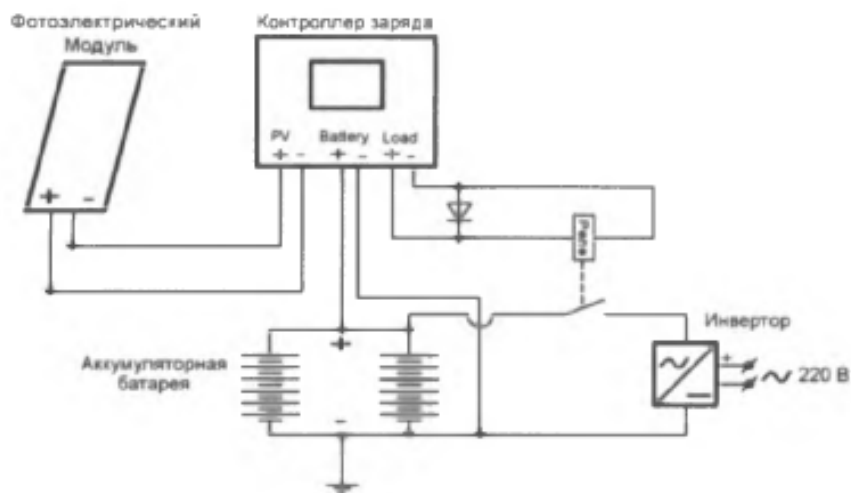 Фотоэлектрический
Модуль
Контроллер заряда
PV Battery Load
+ - + - + -
+ -
Реле
Инвертор
+
Аккумуляторная
батарея
-
+
~ 220 В